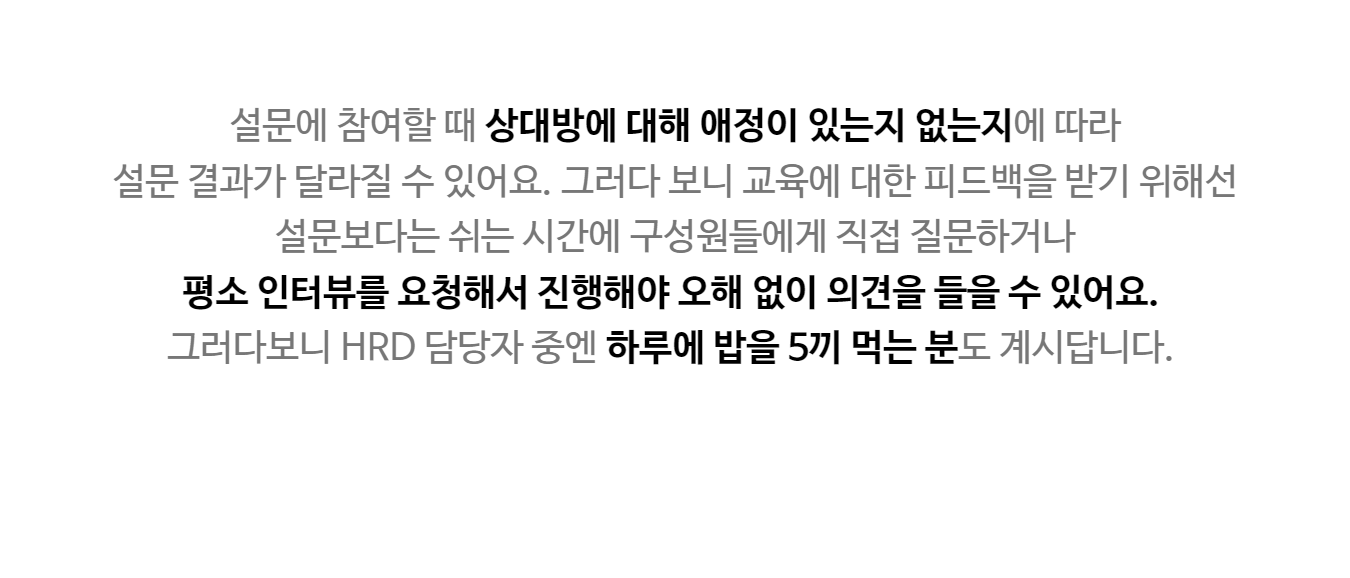 설문에 참여할 때 상대방에 대해 애정이 있는지 없는지에 따라
설문 결과가 달라질 수 있어요. 그러다 보니 교육에 대한 피드백을 받기 위해선
설문보다는 쉬는 시간에 구성원들에게 직접 질문하거나
평소 인터뷰를 요청해서 진행해야 오해 없이 의견을 들을 수 있어요.
그러다보니 HRD 담당자 중엔 하루에 밥을 5끼 먹는 분도 계시답니다.